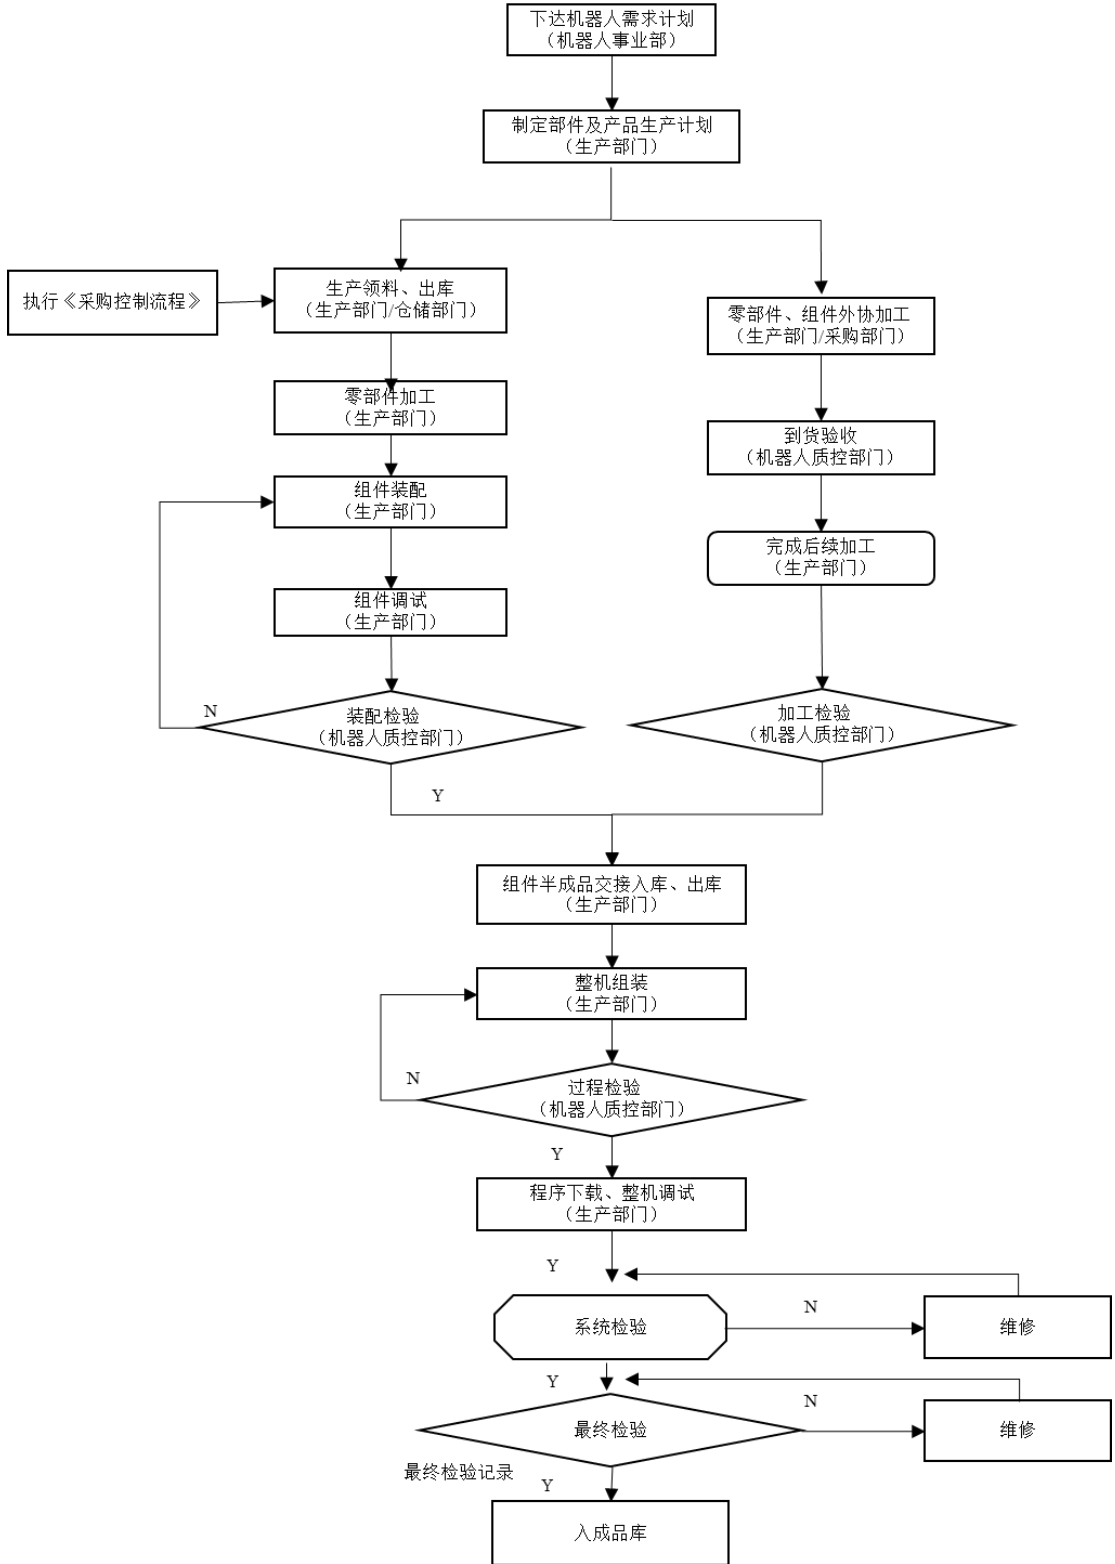 下达机器人需求计划
（机器人事业部）
制定部件及产品生产计划
（生产部门）
执行《采购控制流程》
生产领料、出库
（生产部门/仓储部门）
零部件、组件外协加工
（生产部门/采购部门）
零部件加工
（生产部门）
到货验收
（机器人质控部门）
组件装配
（生产部门）
完成后续加工
（生产部门）
组件调试
（生产部门）
N
装配检验
（机器人质控部门）
加工检验
（机器人质控部门）
Y
组件半成品交接入库、出库
（生产部门）
整机组装
（生产部门）
N
过程检验
（机器人质控部门）
Y
程序下载、整机调试
（生产部门）
Y
系统检验
N
维修
Y
最终检验
N
维修
最终检验记录
Y
入成品库